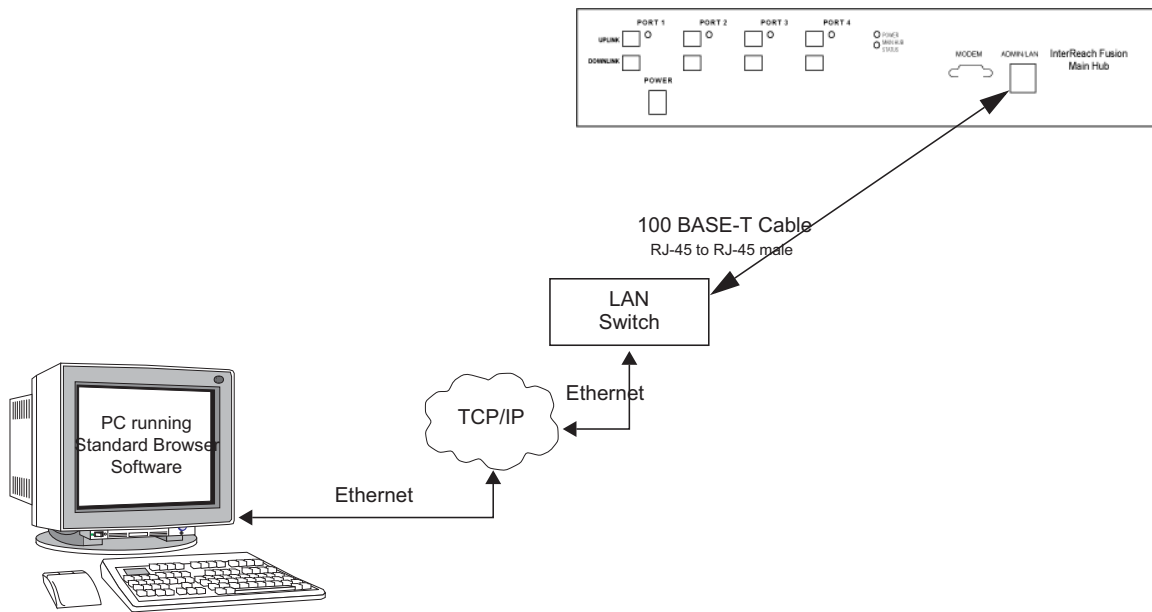 PORT 1 PORT 2 PORT 3 PORT 4
UPLINK
DOWNLINK
POWER
POWER
MAIN HUB
STATUS
MODEM
ADMIN/LAN
InterReach Fusion
Main Hub
100 BASE-T Cable
RJ-45 to RJ-45 male
LAN
Switch
Ethernet
TCP/IP
PC running
Standard Browser
Software
Ethernet